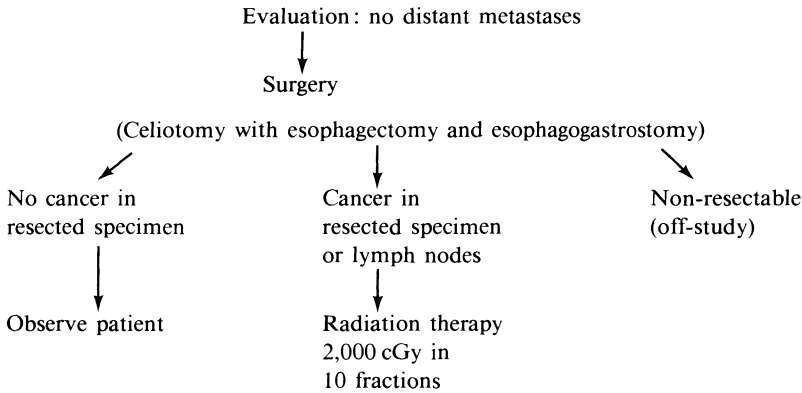 Evaluation: no distant metastases
Surgery
(Celiotomy with esophagectomy and esophagogastrostomy)
No cancer in
resected specimen
Observe patient
Cancer in
resected specimen
or lymph nodes
Radiation therapy
2,000 cGy in
10 fractions
Non-resectable
(off-study)